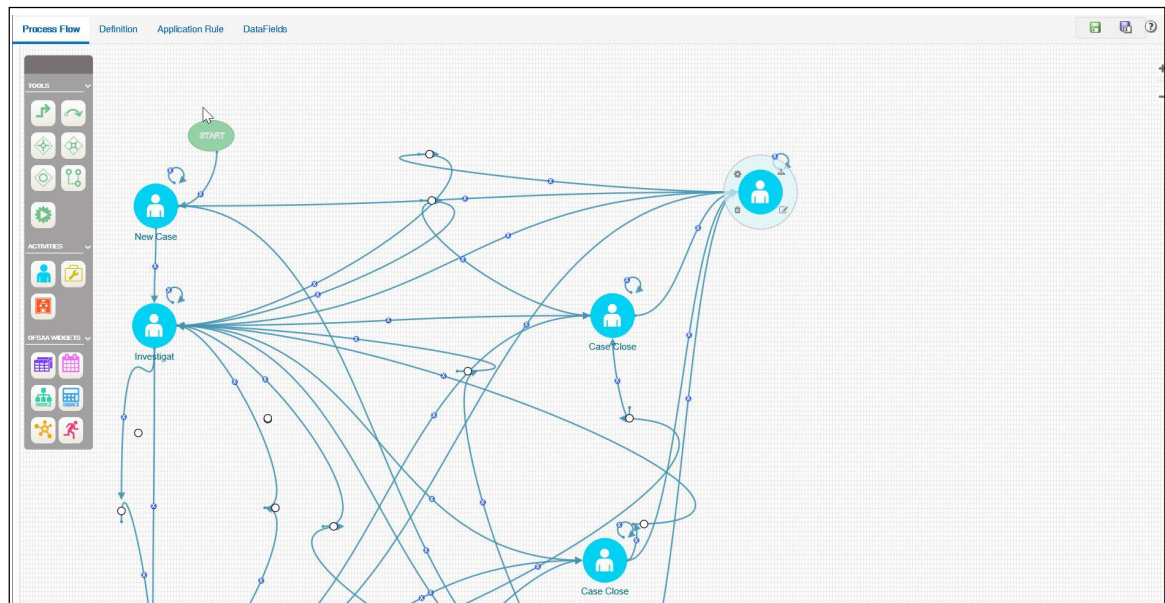 Process Flow Definition Application Rule DataFields
TOOLS
START
New Case
ACTIVITIES
Investigat
Case Close
OFSAA WIDGETS
Case Close